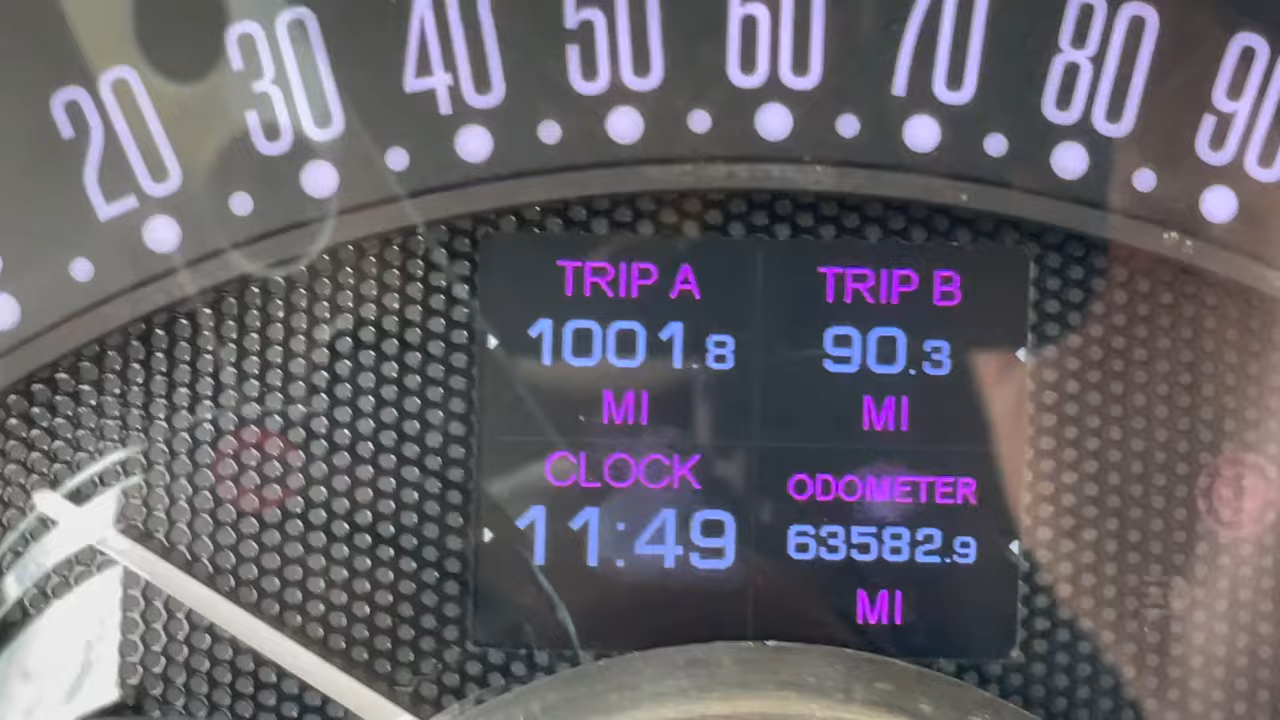 20 30 40 50 60 70 80 90
TRIP A
1001.8
MI
TRIP B
90.3
MI
CLOCK
11:49
ODOMETER
63582.9
MI